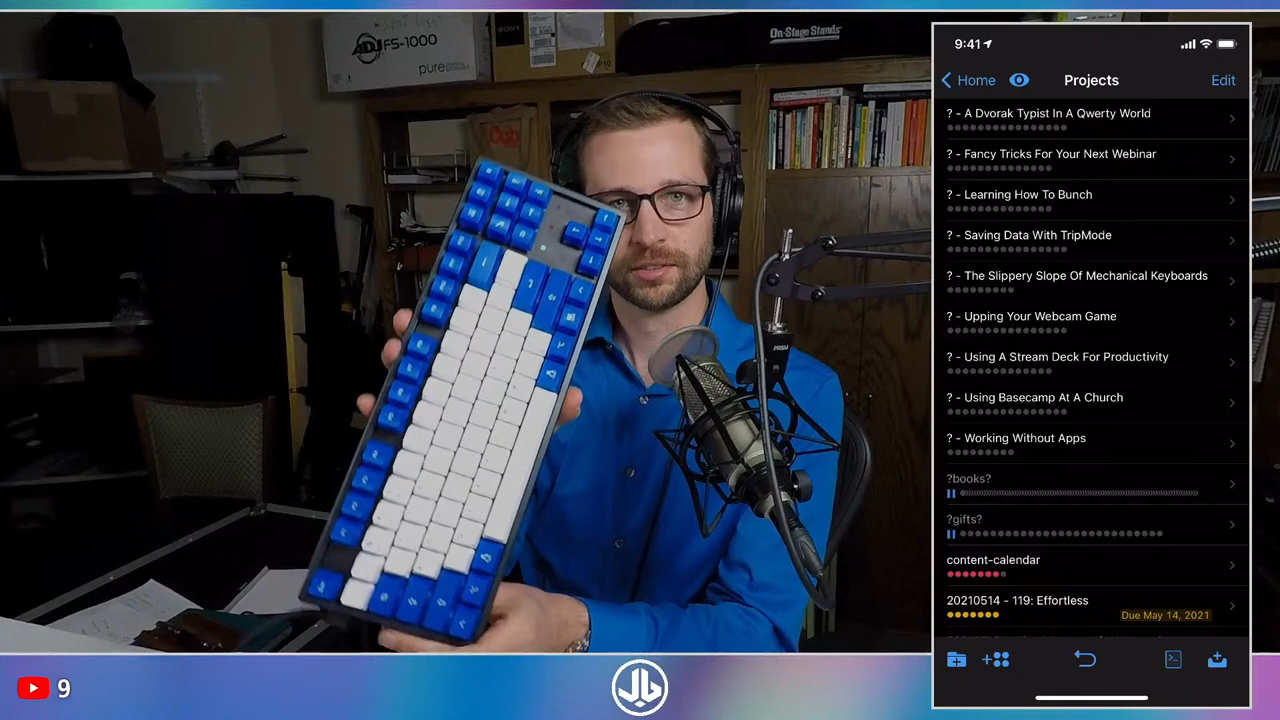 ADJ FS-1000
pure
SONY
On-Stage Stands
9:41
Home
Projects
Edit
? - A Dvorak Typist In A Qwerty World
? - Fancy Tricks For Your Next Webinar
? - Learning How To Bunch
? - Saving Data With TripMode
? - The Slippery Slope Of Mechanical Keyboards
? - Upping Your Webcam Game
? - Using A Stream Deck For Productivity
? - Using Basecamp At A Church
? - Working Without Apps
?books?
?gifts?
content-calendar
20210514 - 119: Effortless
Due May 14, 2021
PRSM
9